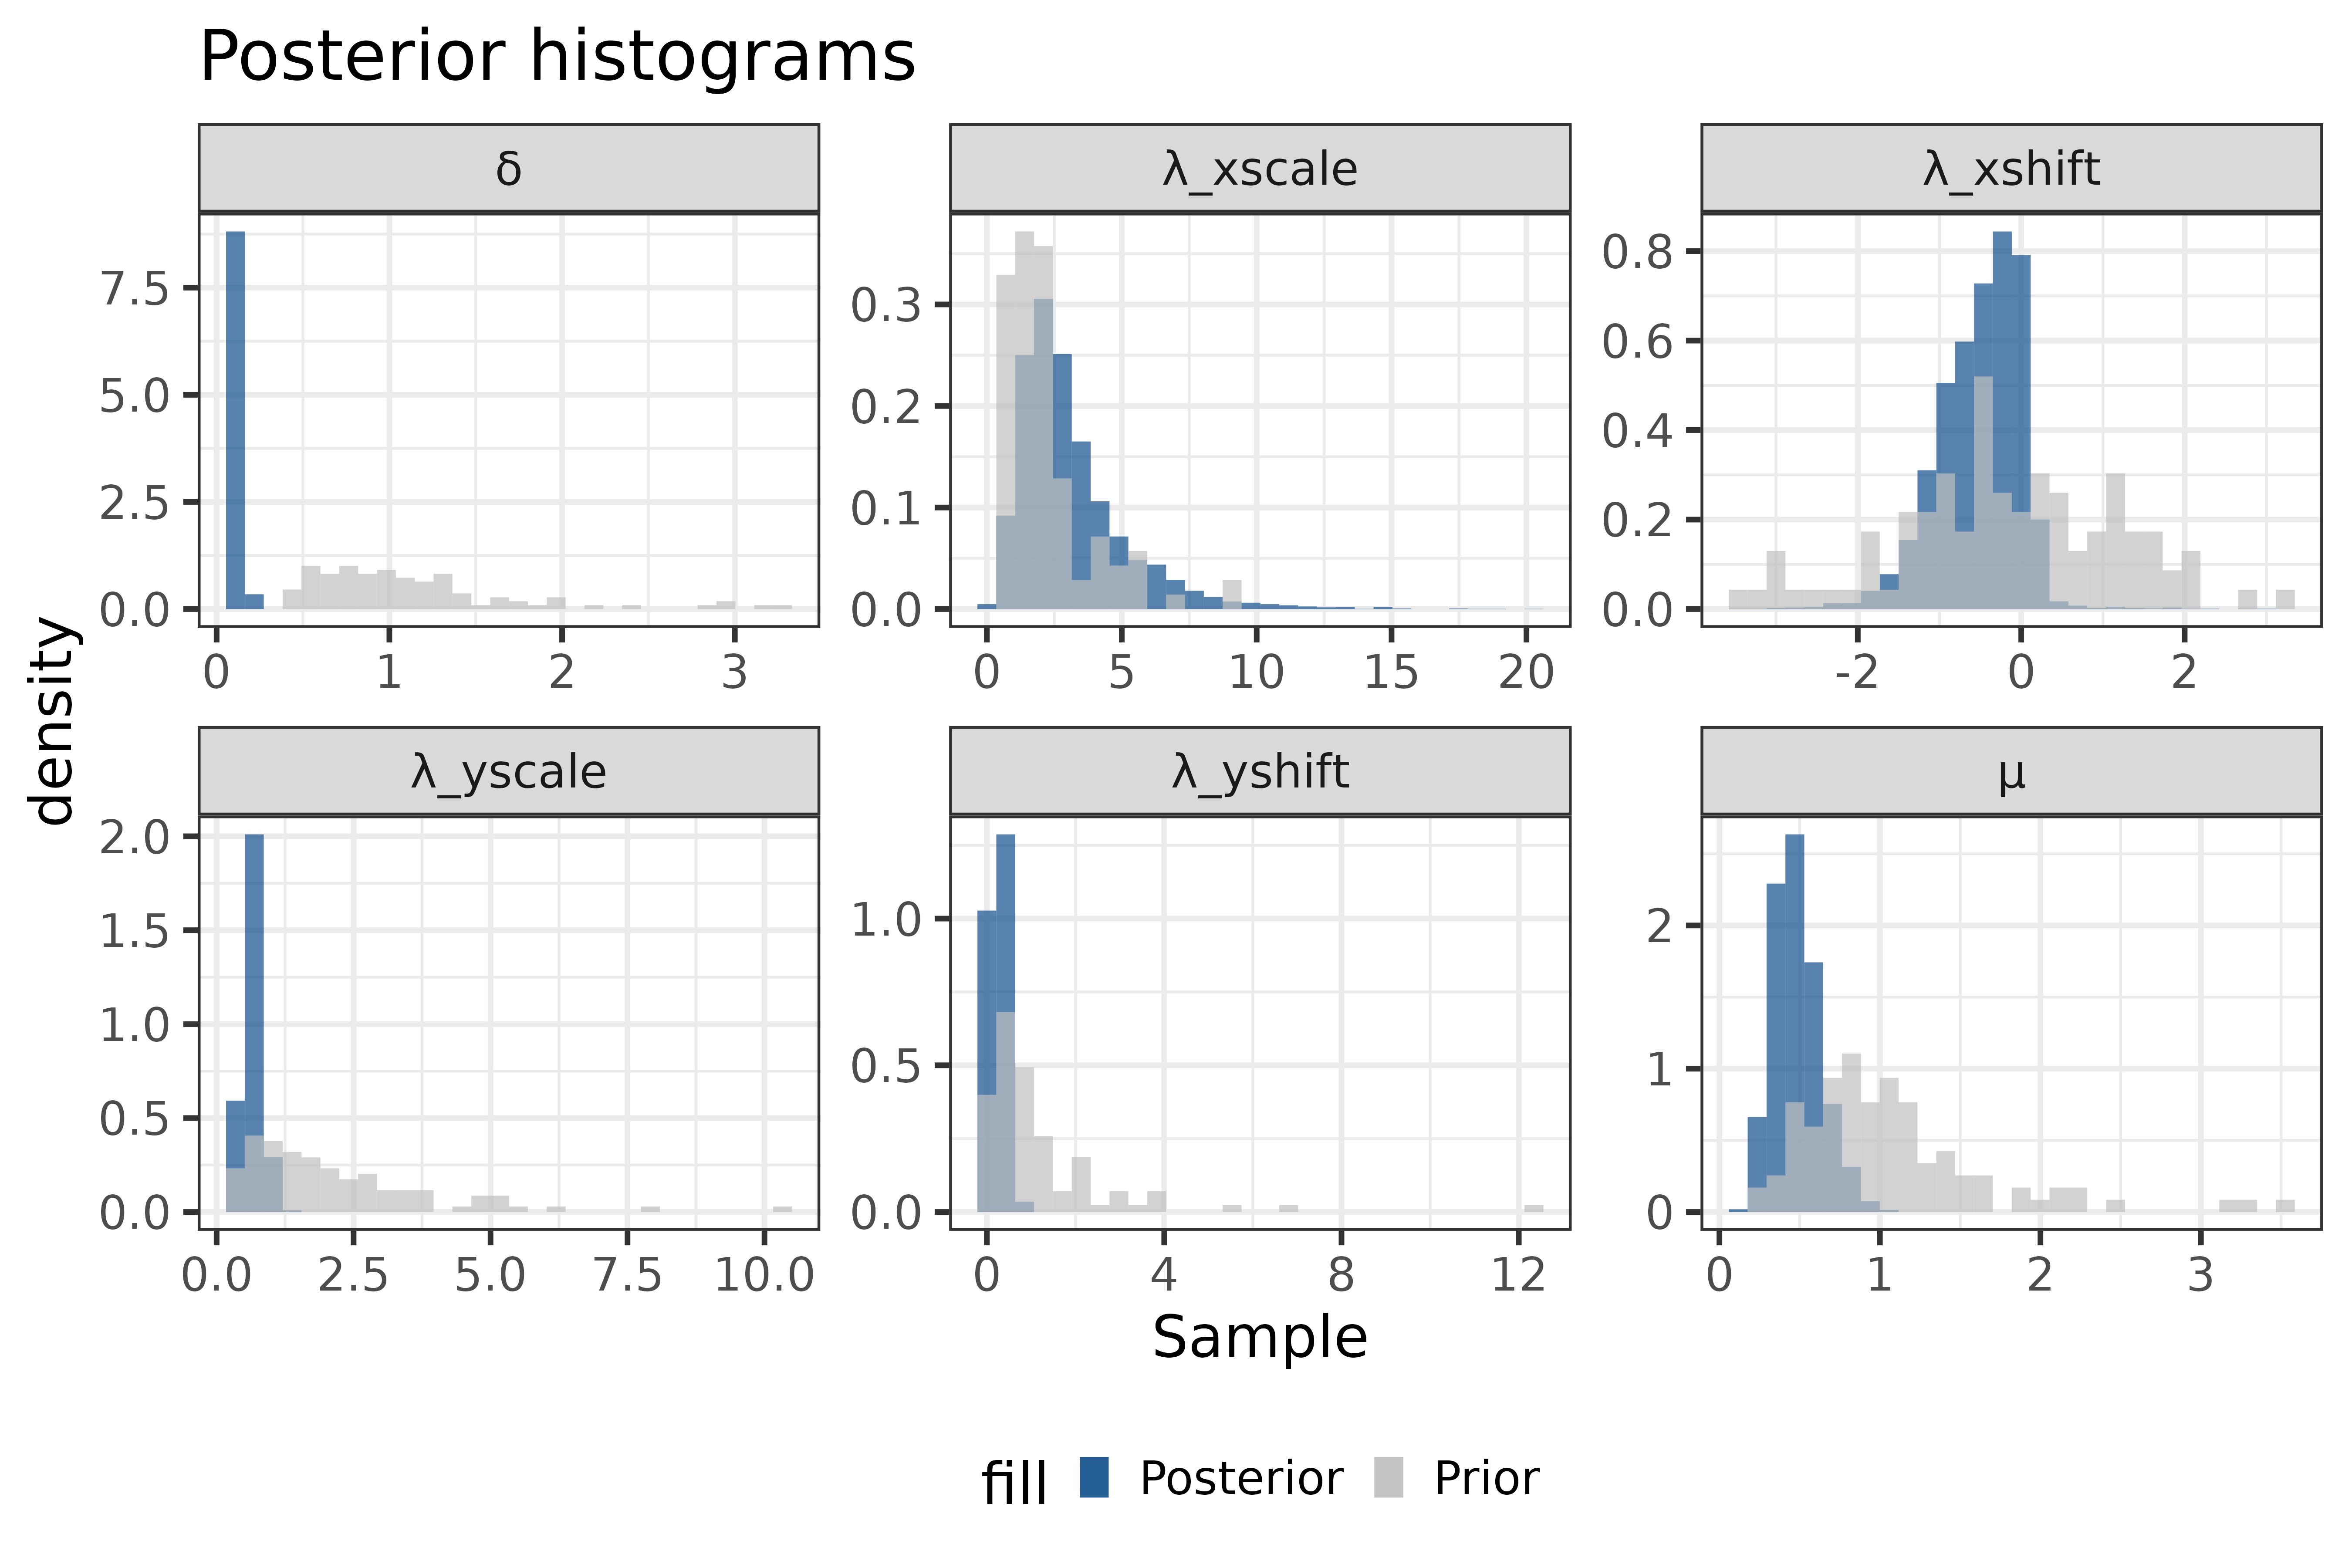 Posterior histograms
δ
λ_xscale
λ_xshift
7.5
5.0
2.5
0.0
0 1 2 3
0.3
0.2
0.1
0.0
0 5 10 15 20
0.8
0.6
0.4
0.2
0.0
-2 0 2
density
λ_yscale
λ_yshift
μ
2.0
1.5
1.0
0.5
0.0
0.0 2.5 5.0 7.5 10.0
1.0
0.5
0.0
0 4 8 12
2
1
0
0 1 2 3
Sample
fill Posterior Prior